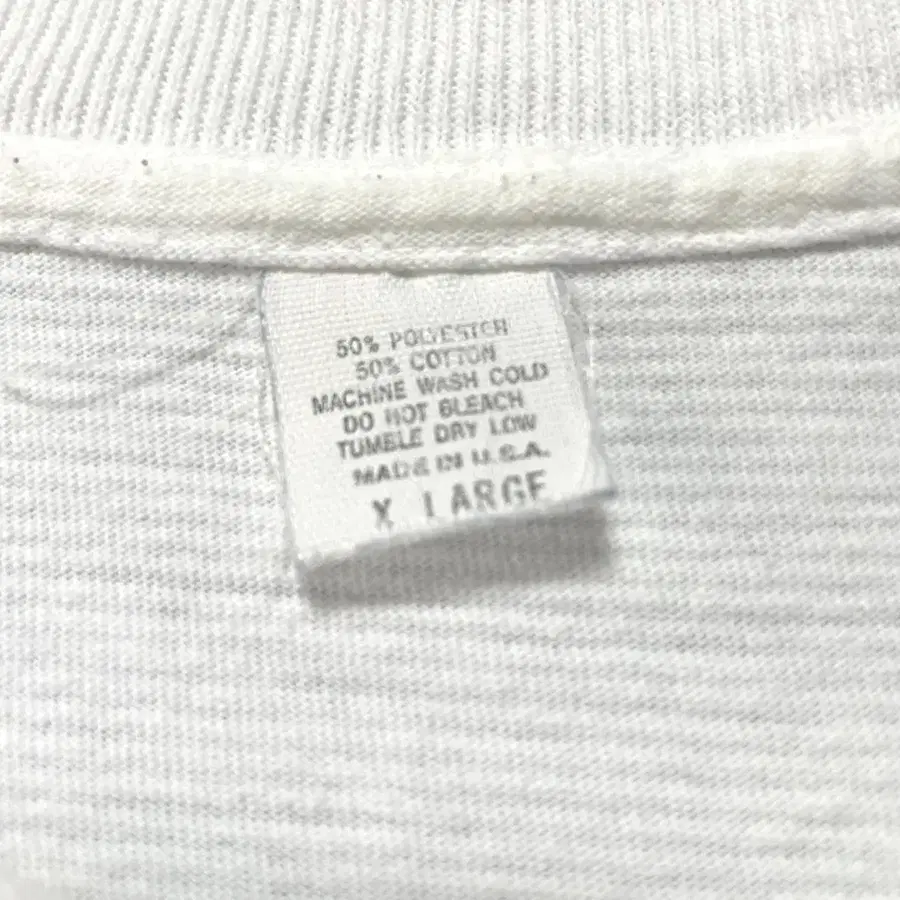 50% POLYESTER
50% COTTON
MACHINE WASH COLD
DO NOT BLEACH
TUMBLE DRY LOW
MADE IN U.S.A.
X LARGE